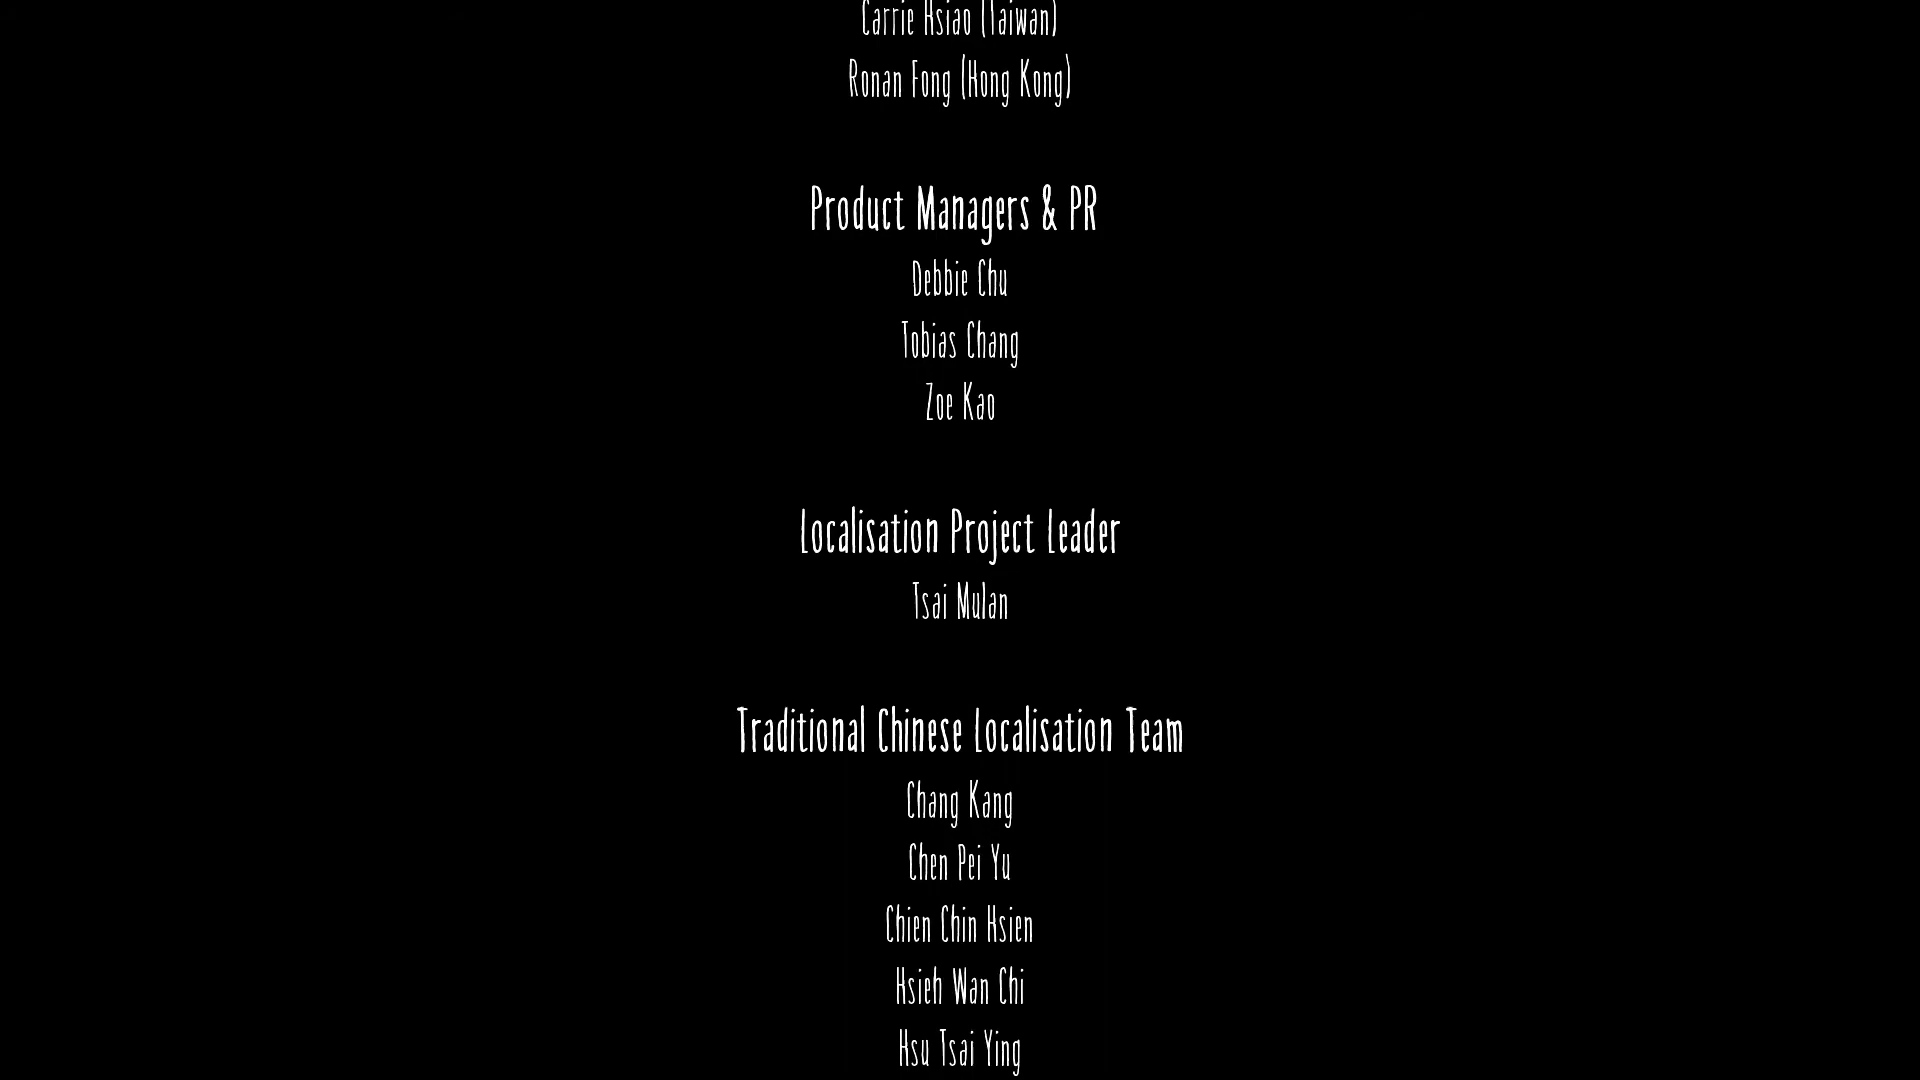 Carrie Hsiao (Taiwan)
Ronan Fong (Hong Kong)
Product Managers & PR
Debbie Chu
Tobias Chang
Zoe Kao
Localisation Project Leader
Tsai Mulan
Traditional Chinese Localisation Team
Chang Kang
Chen Pei Yu
Chien Chin Hsien
Hsieh Wan Chi
Hsu Tsai Ying